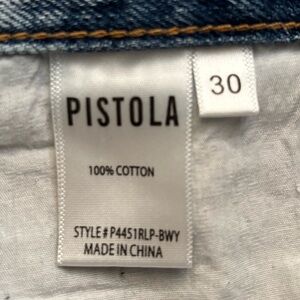 PISTOLA
30
100% COTTON
STYLE#P4451RLP-BWY
MADE IN CHINA